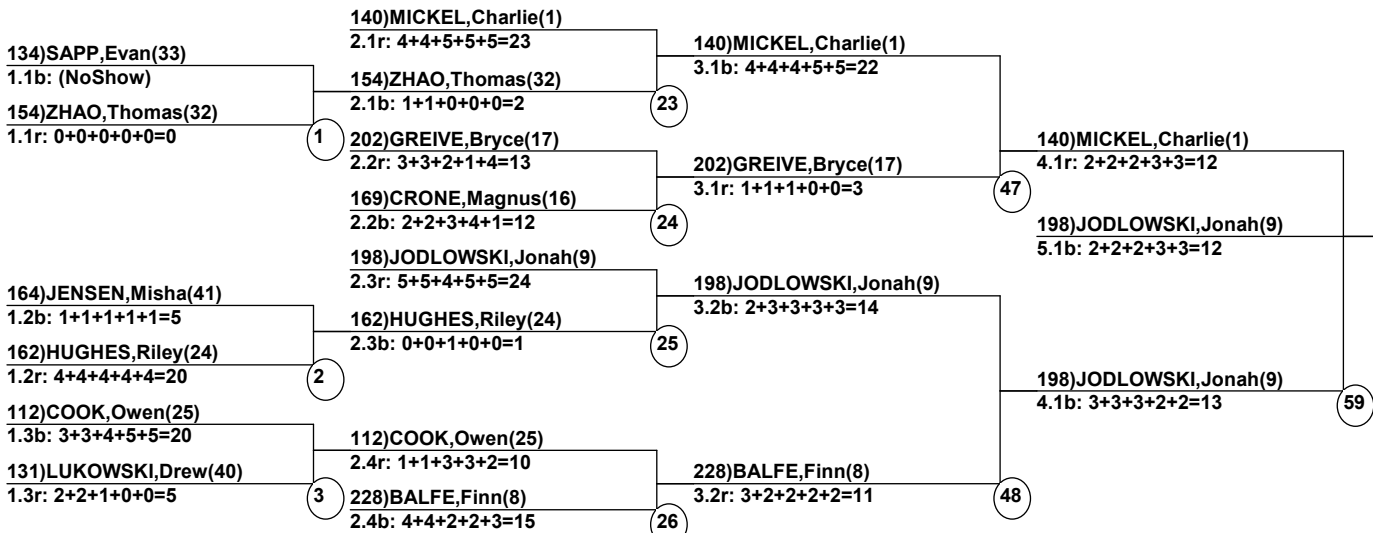 134)SAPP,Evan(33)
1.1b: (NoShow)
154)ZHAO,Thomas(32)
1.1r: 0+0+0+0+0=0
1
164)JENSEN,Misha(41)
1.2b: 1+1+1+1+1=5
162)HUGHES,Riley(24)
1.2r: 4+4+4+4+4=20
2
112)COOK,Owen(25)
1.3b: 3+3+4+5+5=20
131)LUKOWSKI,Drew(40)
1.3r: 2+2+1+0+0=5
3
140)MICKEL,Charlie(1)
2.1r: 4+4+5+5+5=23
154)ZHAO,Thomas(32)
2.1b: 1+1+0+0+0=2
23
202)GREIVE,Bryce(17)
2.2r: 3+3+2+1+4=13
169)CRONE,Magnus(16)
2.2b: 2+2+3+4+1=12
24
198)JODLOWSKI,Jonah(9)
2.3r: 5+5+4+5+5=24
162)HUGHES,Riley(24)
2.3b: 0+0+1+0+0=1
25
112)COOK,Owen(25)
2.4r: 1+1+3+3+2=10
228)BALFE,Finn(8)
2.4b: 4+4+2+2+3=15
26
140)MICKEL,Charlie(1)
3.1b: 4+4+4+5+5=22
202)GREIVE,Bryce(17)
3.1r: 1+1+1+0+0=3
47
198)JODLOWSKI,Jonah(9)
3.2b: 2+3+3+3+3=14
228)BALFE,Finn(8)
3.2r: 3+2+2+2+2=11
48
140)MICKEL,Charlie(1)
4.1r: 2+2+2+3+3=12
198)JODLOWSKI,Jonah(9)
4.1b: 3+3+3+2+2=13
59
198)JODLOWSKI,Jonah(9)
5.1b: 2+2+2+3+3=12